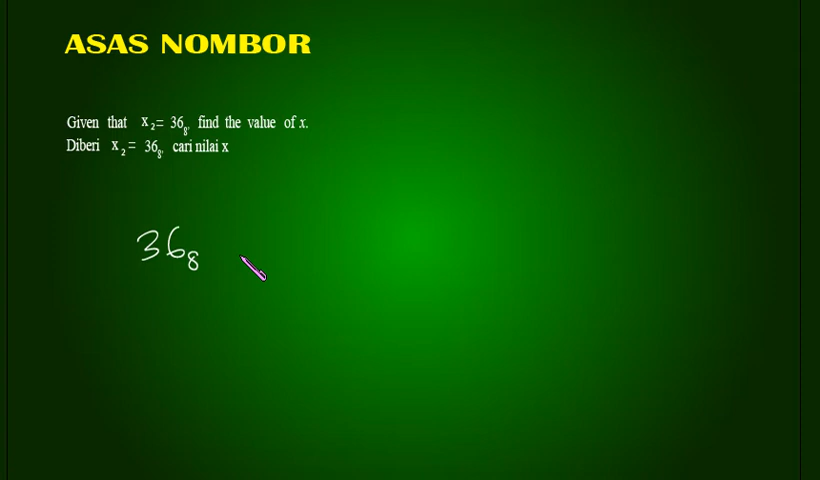 ASAS NOMBOR
Given that x₂= 36₈, find the value of x.
Diberi x₂= 36₈, cari nilai x
36₈